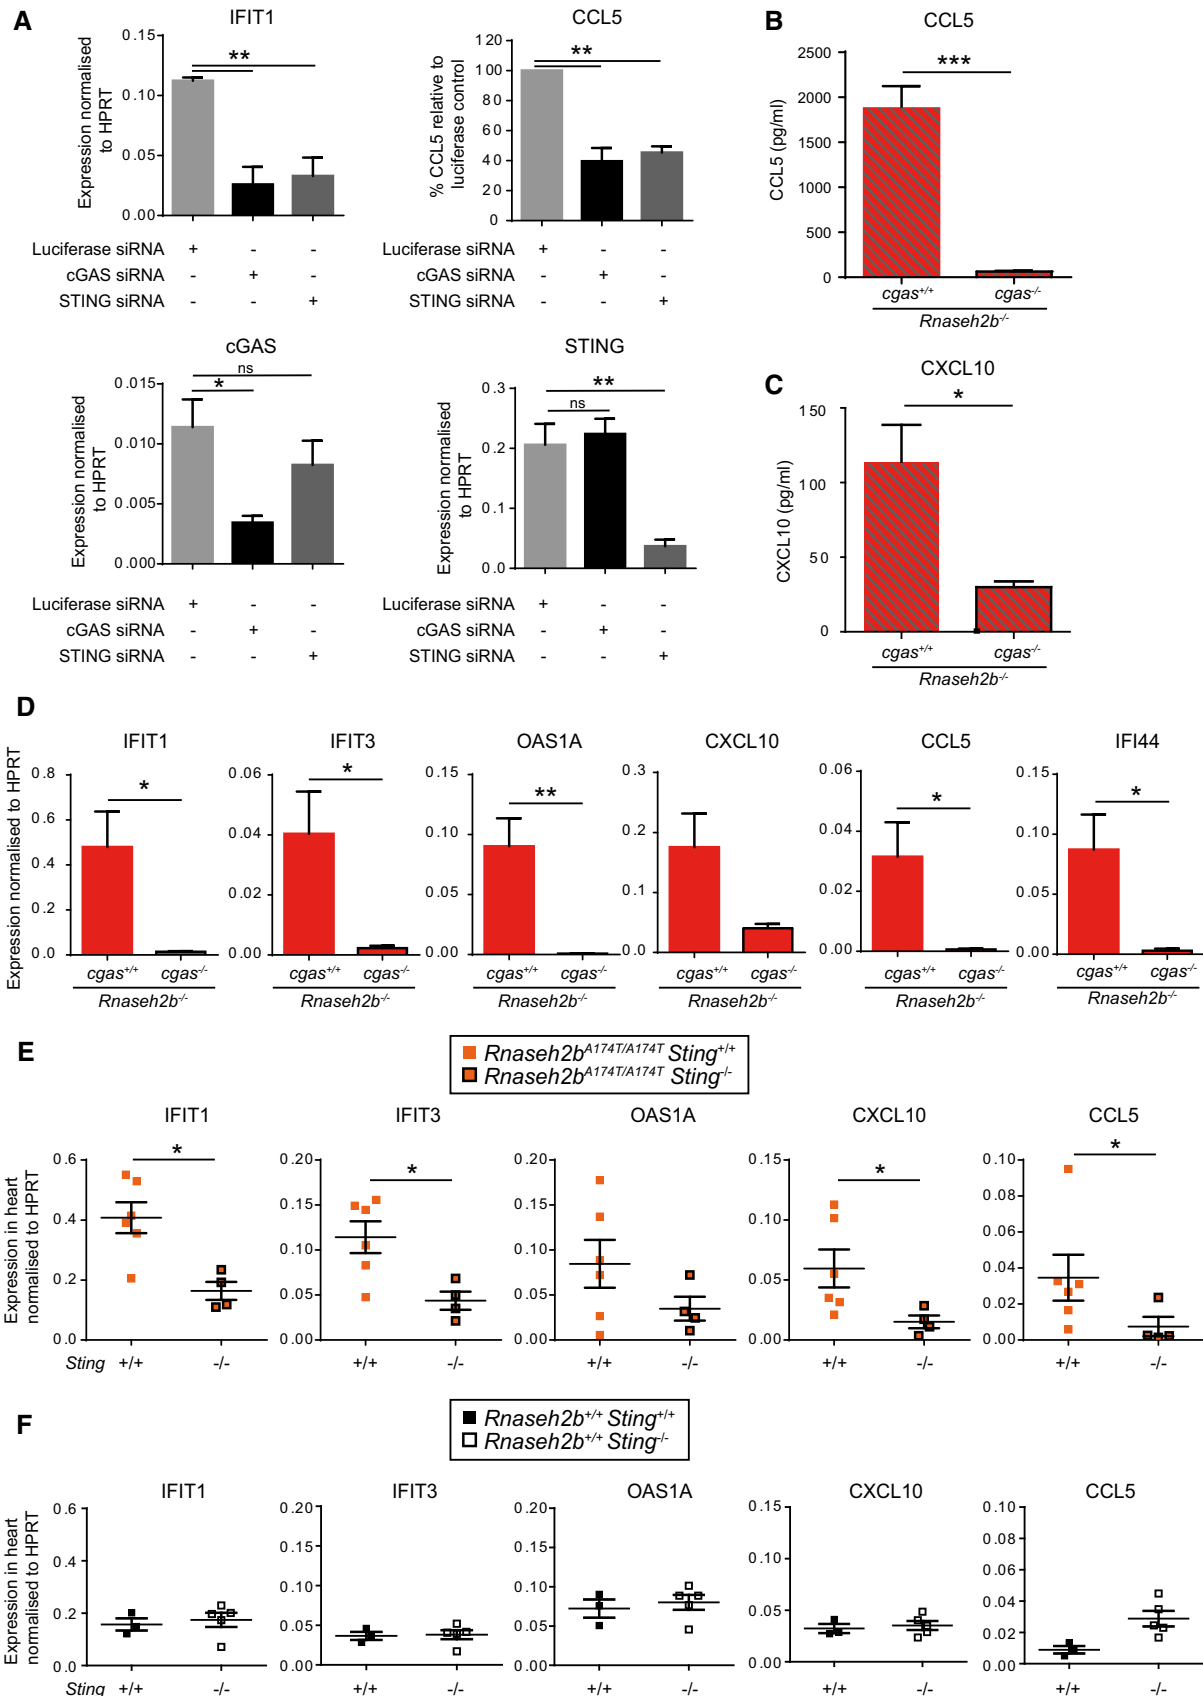 A
IFIT1
Expression normalised
to HPRT
0.15
0.10
0.05
0.00
**
Luciferase siRNA + - -
cGAS siRNA - + -
STING siRNA - - +
CCL5
% CCL5 relative to
luciferase control
120
100
80
60
40
20
0
**
Luciferase siRNA + - -
cGAS siRNA - + -
STING siRNA - - +
cGAS
Expression normalised
to HPRT
0.015
0.010
0.005
0.000
ns
*
Luciferase siRNA + - -
cGAS siRNA - + -
STING siRNA - - +
STING
Expression normalised
to HPRT
0.3
0.2
0.1
0.0
**
ns
Luciferase siRNA + - -
cGAS siRNA - + -
STING siRNA - - +
B
CCL5
CCL5 (pg/ml)
2500
2000
1500
1000
500
0
***
cgas+/+ cgas-/-
Rnaseh2b-/-
C
CXCL10
CXCL10 (pg/ml)
150
100
50
0
*
cgas+/+ cgas-/-
Rnaseh2b-/-
D
Expression normalised to HPRT
IFIT1
0.8
0.6
0.4
0.2
0.0
*
cgas+/+ cgas-/-
Rnaseh2b-/-
IFIT3
0.06
0.04
0.02
0.00
*
cgas+/+ cgas-/-
Rnaseh2b-/-
OAS1A
0.15
0.10
0.05
0.00
**
cgas+/+ cgas-/-
Rnaseh2b-/-
CXCL10
0.3
0.2
0.1
0.0
cgas+/+ cgas-/-
Rnaseh2b-/-
CCL5
0.06
0.04
0.02
0.00
*
cgas+/+ cgas-/-
Rnaseh2b-/-
IFI44
0.15
0.10
0.05
0.00
*
cgas+/+ cgas-/-
Rnaseh2b-/-
E
Rnaseh2bA174T/A174T Sting+/+
Rnaseh2bA174T/A174T Sting-/-
Expression in heart
normalised to HPRT
IFIT1
0.6
0.4
0.2
0.0
*
Sting +/+ -/-
IFIT3
0.20
0.15
0.10
0.05
0.00
*
+/+ -/-
OAS1A
0.20
0.15
0.10
0.05
0.00
+/+ -/-
CXCL10
0.15
0.10
0.05
0.00
*
+/+ -/-
CCL5
0.10
0.08
0.06
0.04
0.02
0.00
*
+/+ -/-
F
Rnaseh2b+/+ Sting+/+
Rnaseh2b+/+ Sting-/-
Expression in heart
normalised to HPRT
IFIT1
0.6
0.4
0.2
0.0
Sting +/+ -/-
IFIT3
0.20
0.15
0.10
0.05
0.00
+/+ -/-
OAS1A
0.20
0.15
0.10
0.05
0.00
+/+ -/-
CXCL10
0.15
0.10
0.05
0.00
+/+ -/-
CCL5
0.10
0.08
0.06
0.04
0.02
0.00
+/+ -/-